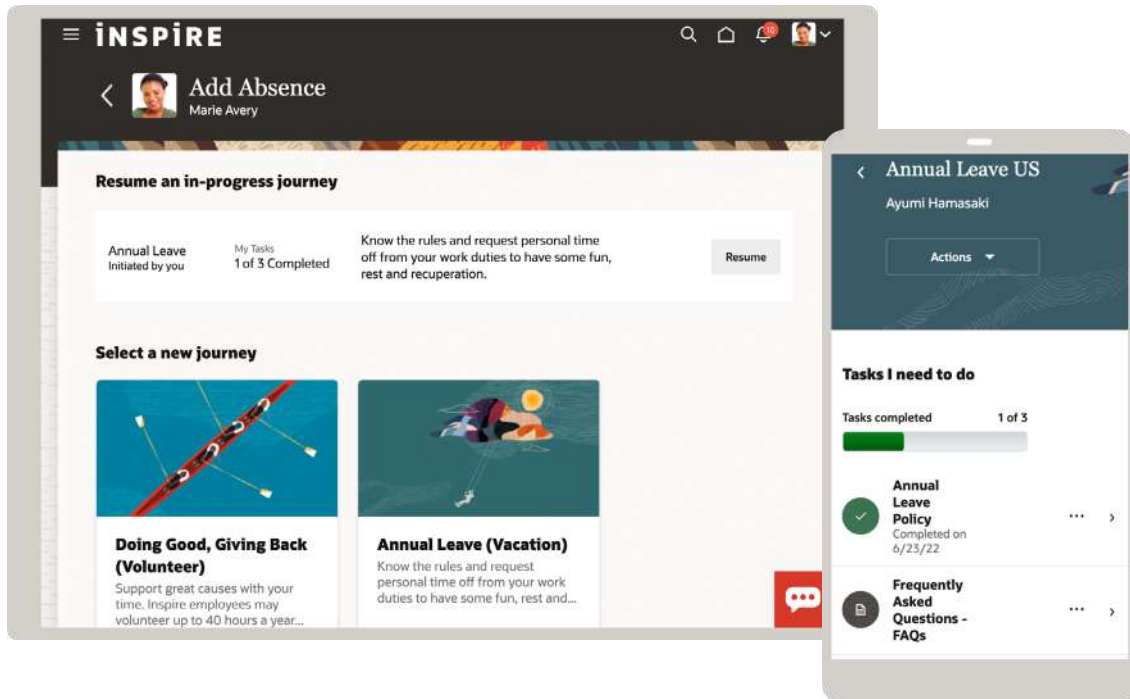 iNSPiRE
10
Add Absence
Marie Avery
Resume an in-progress journey
Annual Leave
Initiated by you
My Tasks
1 of 3 Completed
Know the rules and request personal time
off from your work duties to have some fun,
rest and recuperation.
Resume
Select a new journey
Doing Good, Giving Back
(Volunteer)
Support great causes with your
time. Inspire employees may
volunteer up to 40 hours a year...
Annual Leave (Vacation)
Know the rules and request
personal time off from your work
duties to have some fun, rest and...
Annual Leave US
Ayumi Hamasaki
Actions
Tasks I need to do
Tasks completed 1 of 3
Annual
Leave
Policy
Completed on
6/23/22
Frequently
Asked
Questions -
FAQs